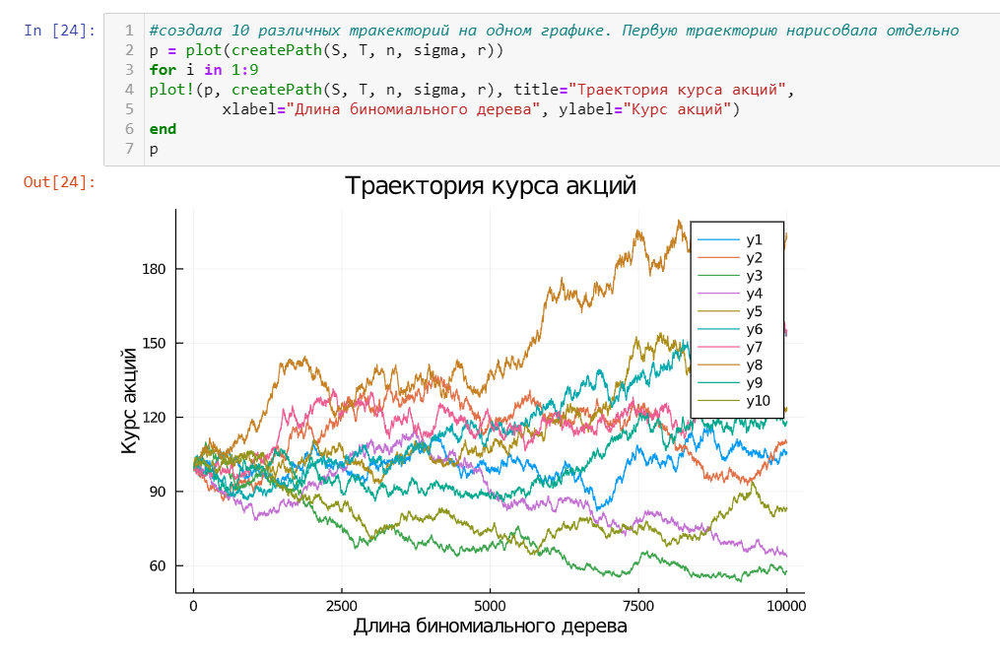 In [24]:
1 #создала 10 различных тракекторий на одном графике. Первую траекторию нарисовала отдельно
2 p = plot(createPath(S, T, n, sigma, r))
3 for i in 1:9
4 plot!(p, createPath(S, T, n, sigma, r), title="Траектория курса акций",
5 xlabel="Длина биномиального дерева", ylabel="Курс акций")
6 end
7 p
Out[24]:
Траектория курса акций
Курс акций
180
150
120
90
60
y1
y2
y3
y4
y5
y6
y7
y8
y9
y10
0 2500 5000 7500 10000
Длина биномиального дерева